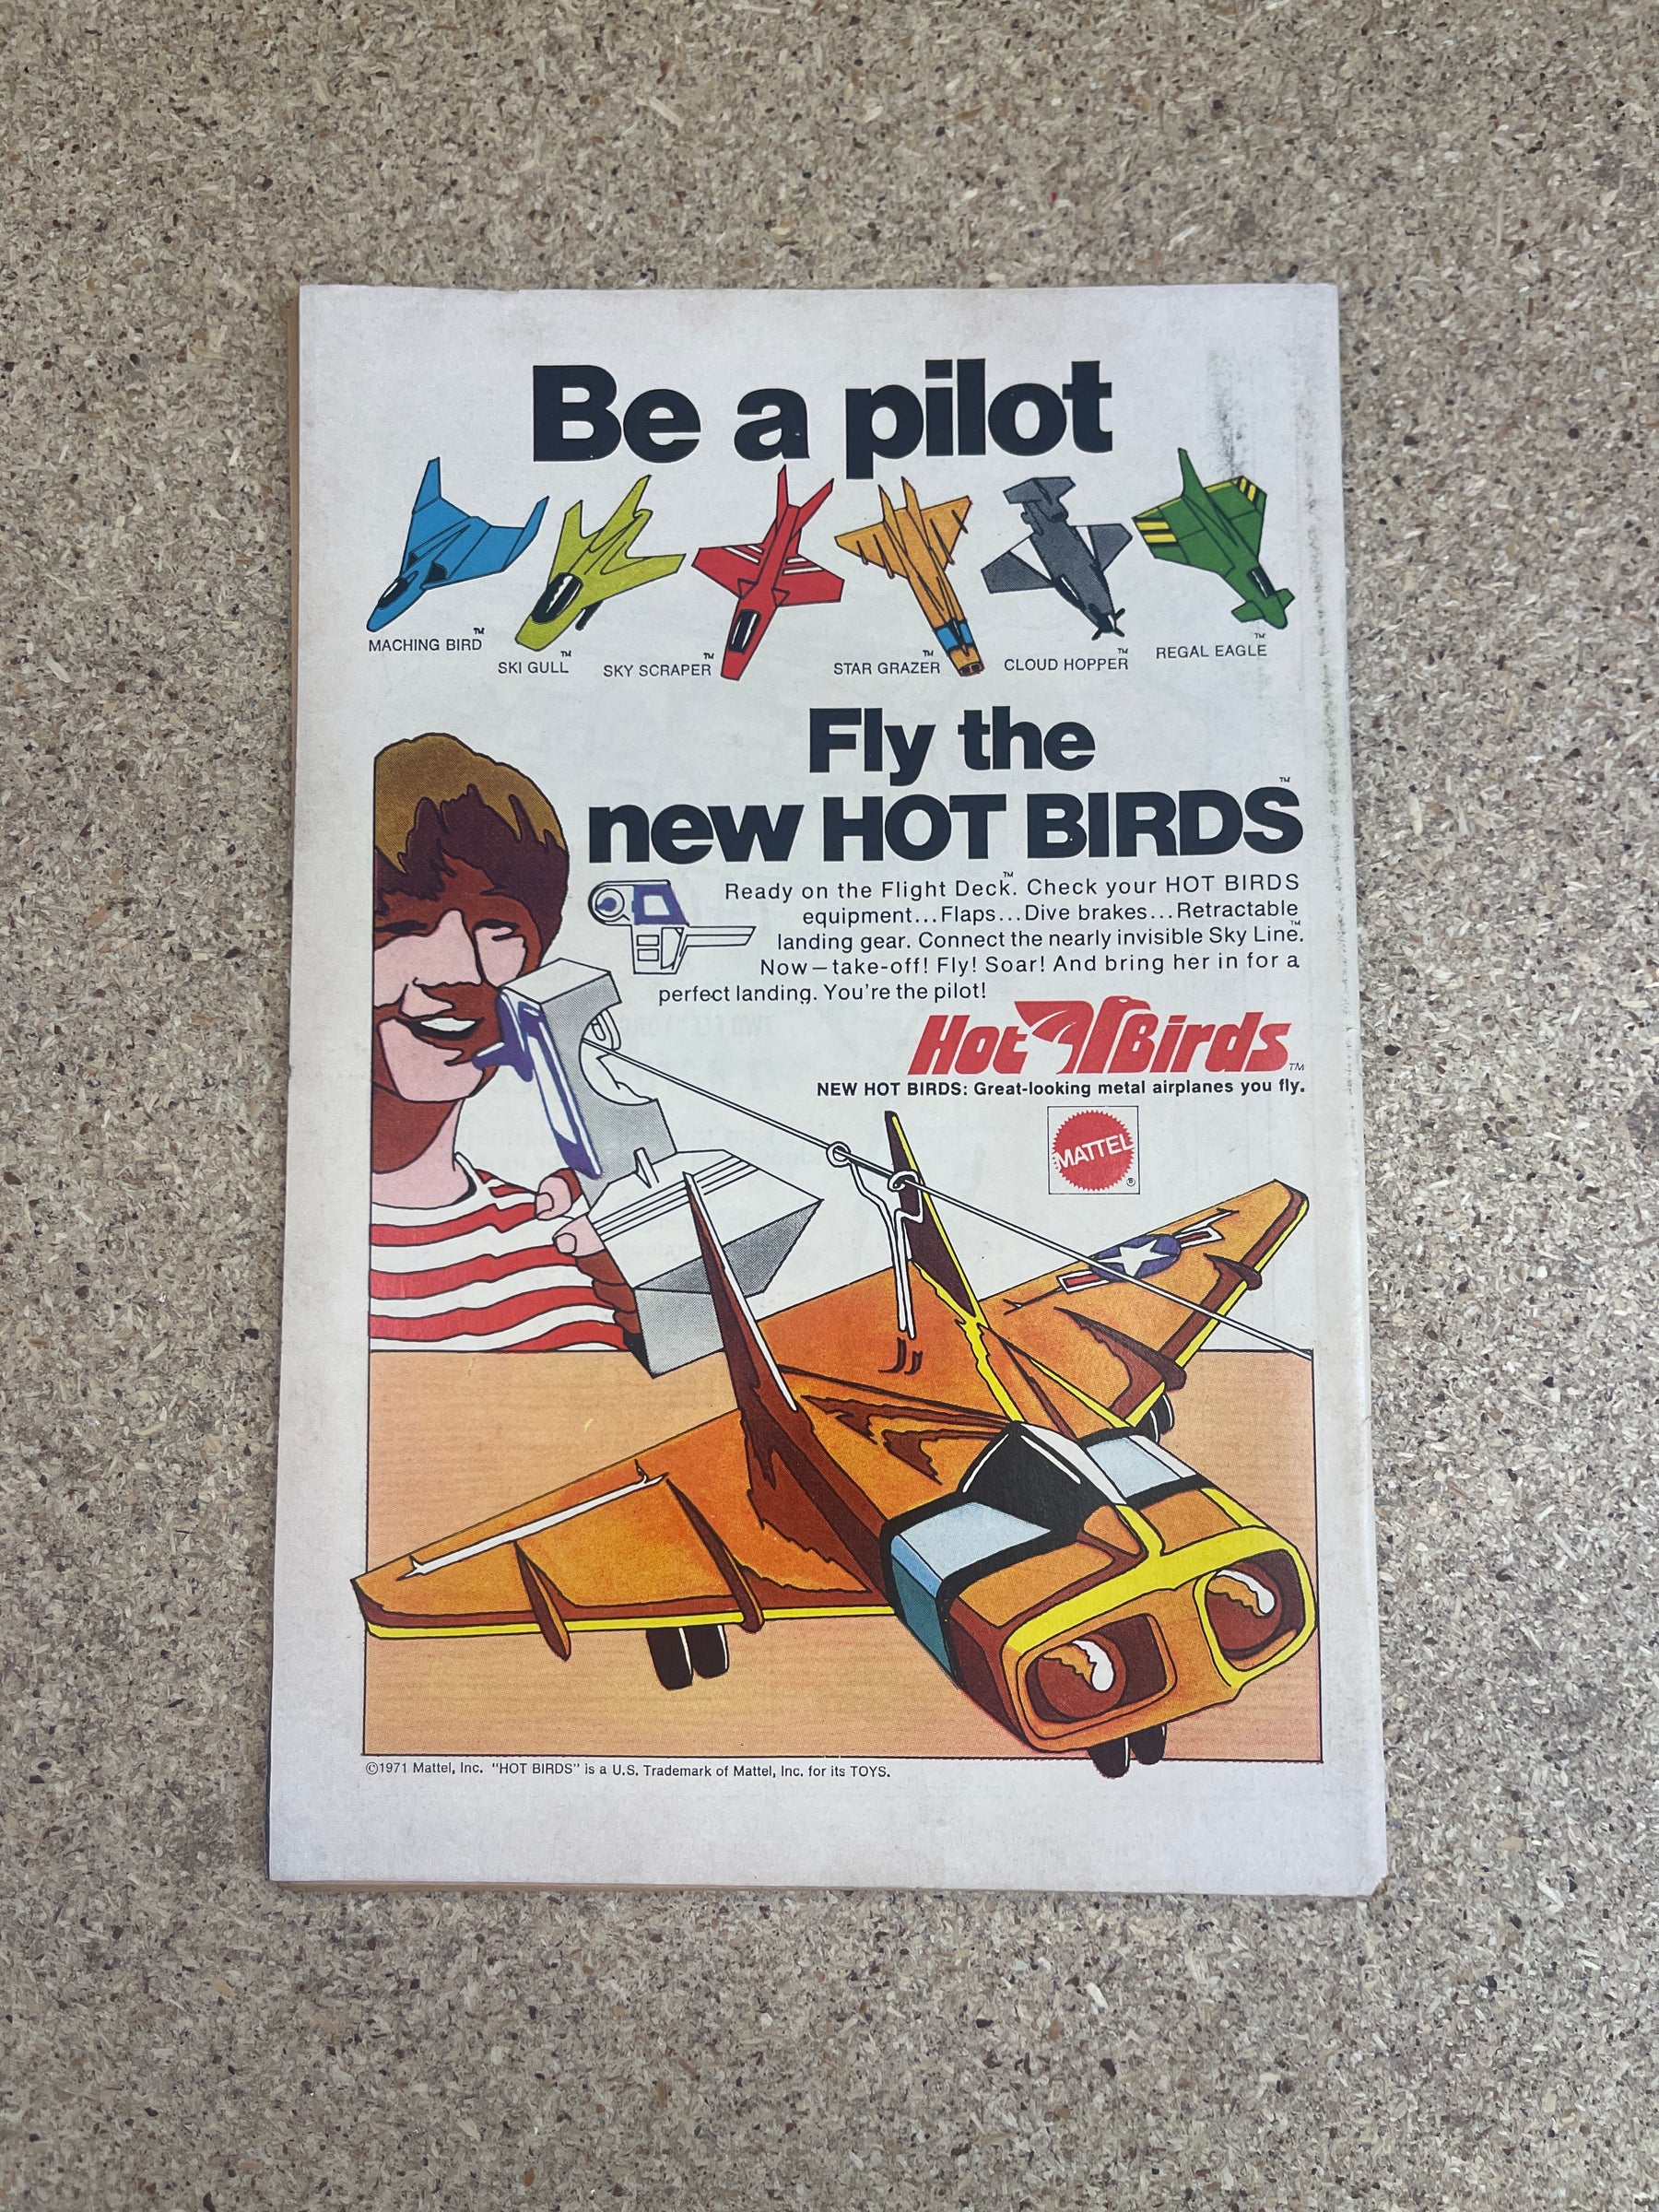 Be a pilot
MACHING BIRD™
SKI GULL™
SKY SCRAPER™
STAR GRAZER™
CLOUD HOPPER™
REGAL EAGLE™
Fly the
new HOT BIRDS™
Ready on the Flight Deck™. Check your HOT BIRDS
equipment...Flaps...Dive brakes...Retractable
landing gear. Connect the nearly invisible Sky Line™.
Now—take-off! Fly! Soar! And bring her in for a
perfect landing. You're the pilot!
Hot Birds™
NEW HOT BIRDS: Great-looking metal airplanes you fly.
MATTEL®
©1971 Mattel, Inc. "HOT BIRDS" is a U.S. Trademark of Mattel, Inc. for its TOYS.